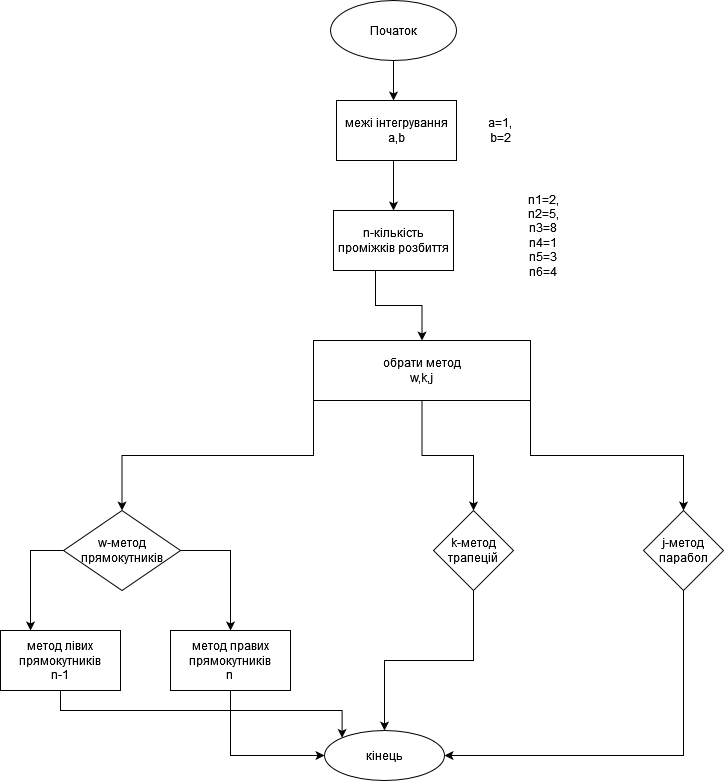 Початок
межі інтегрування
a,b
a=1,
b=2
n-кількість
проміжків розбиття
n1=2,
n2=5,
n3=8
n4=1
n5=3
n6=4
обрати метод
w,k,j
w-метод
прямокутників
k-метод
трапецій
j-метод
парабол
метод лівих
прямокутників
n-1
метод правих
прямокутників
n
кінець